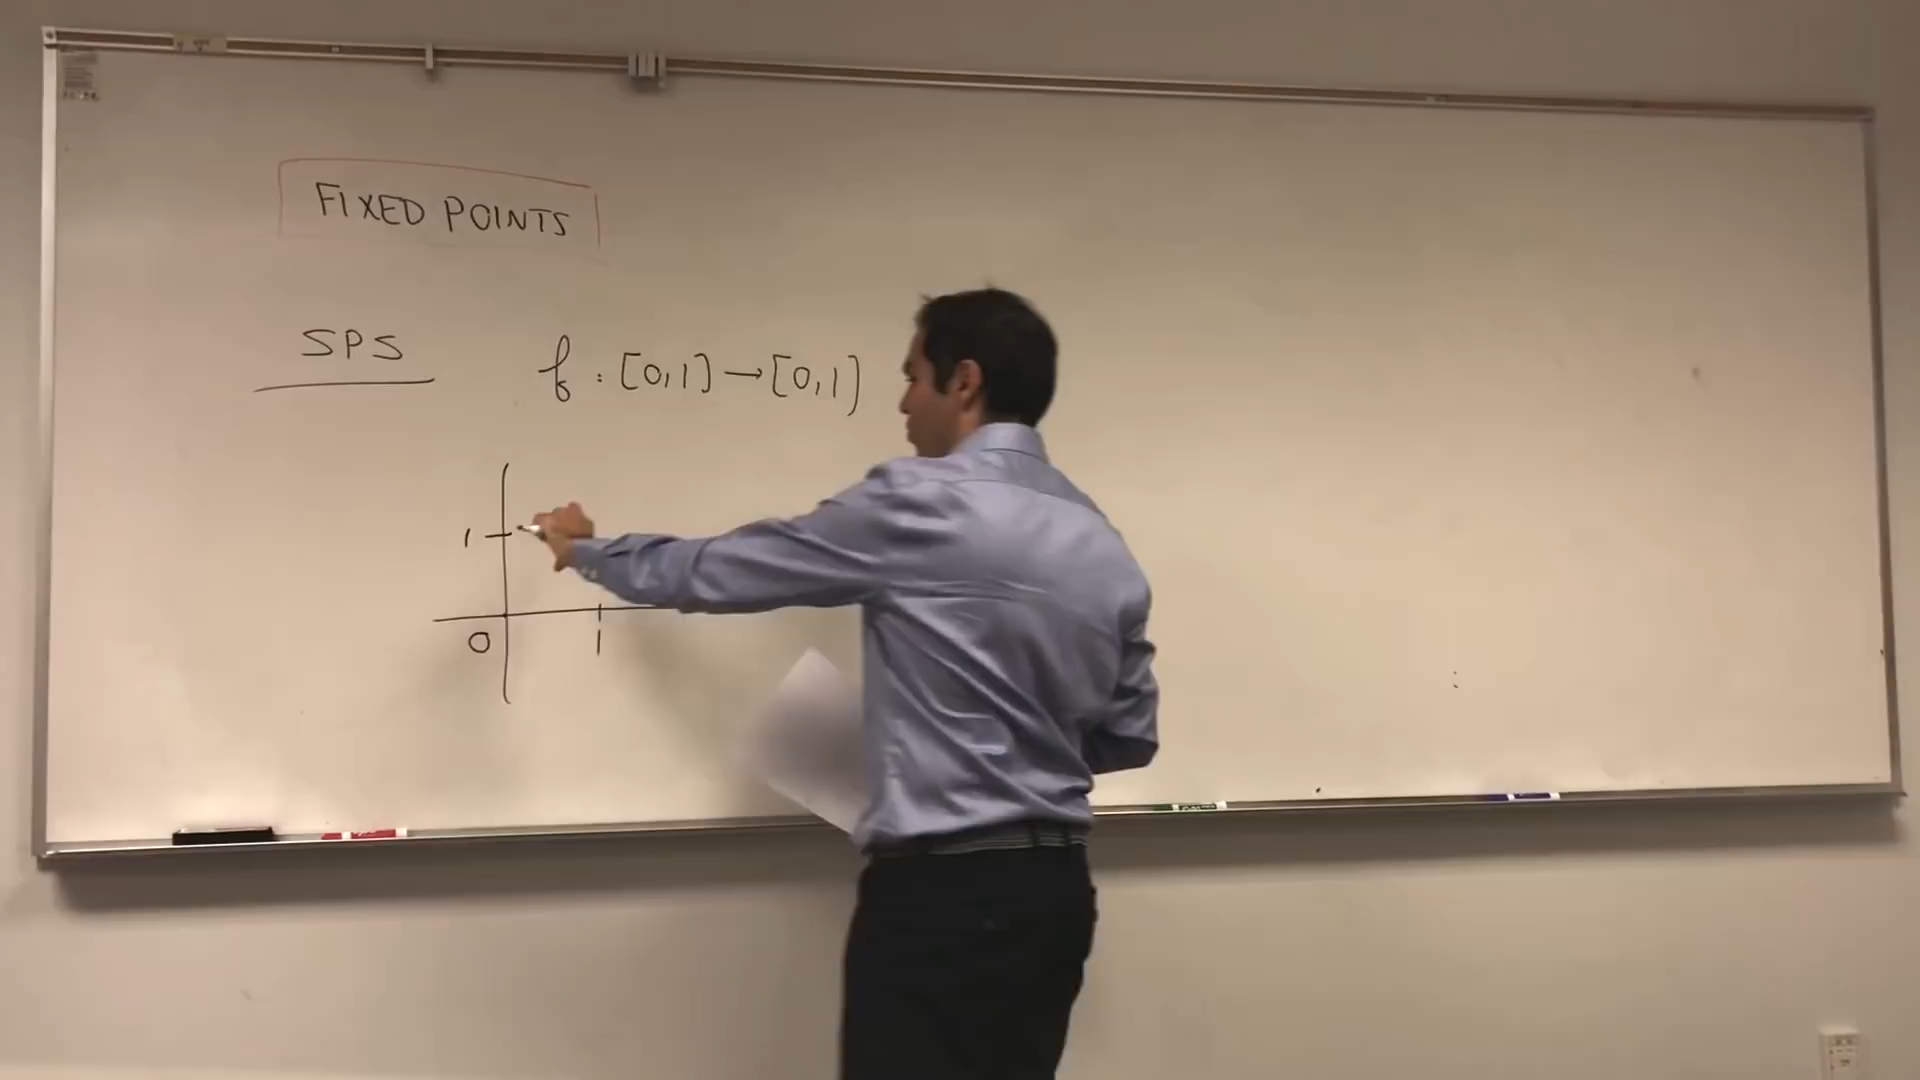 FIXED POINTS
SPS
f : [0,1] → [0,1]
1
0
1